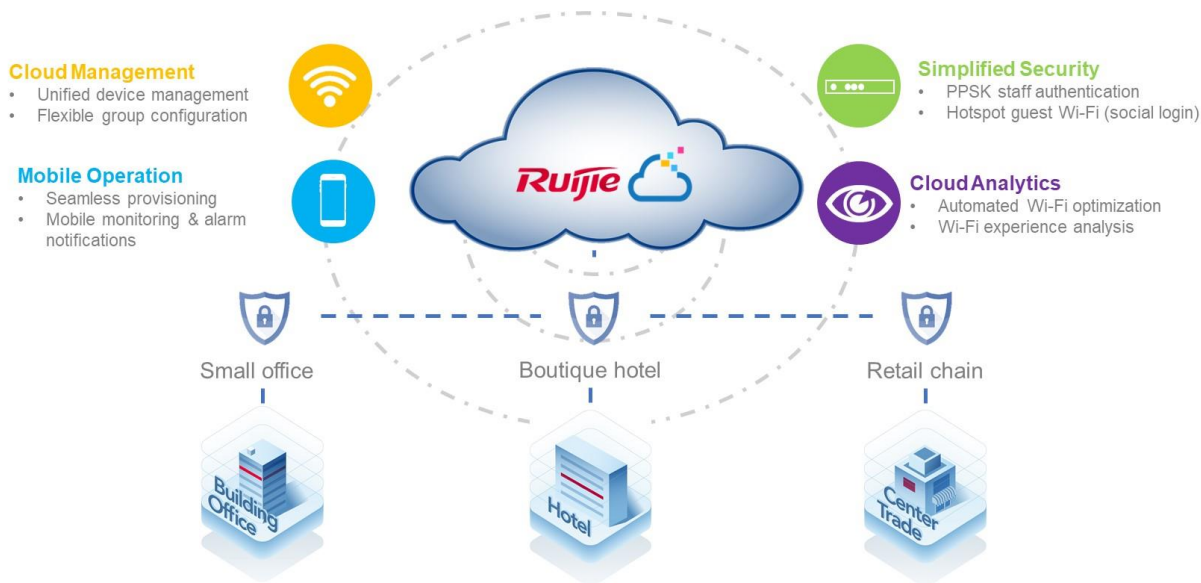 Cloud Management
• Unified device management
• Flexible group configuration
Mobile Operation
• Seamless provisioning
• Mobile monitoring & alarm
notifications
Ruijie
Simplified Security
• PPSK staff authentication
• Hotspot guest Wi-Fi (social login)
Cloud Analytics
• Automated Wi-Fi optimization
• Wi-Fi experience analysis
Small office
Boutique hotel
Retail chain
Building
Office
Hotel
Center
Trade